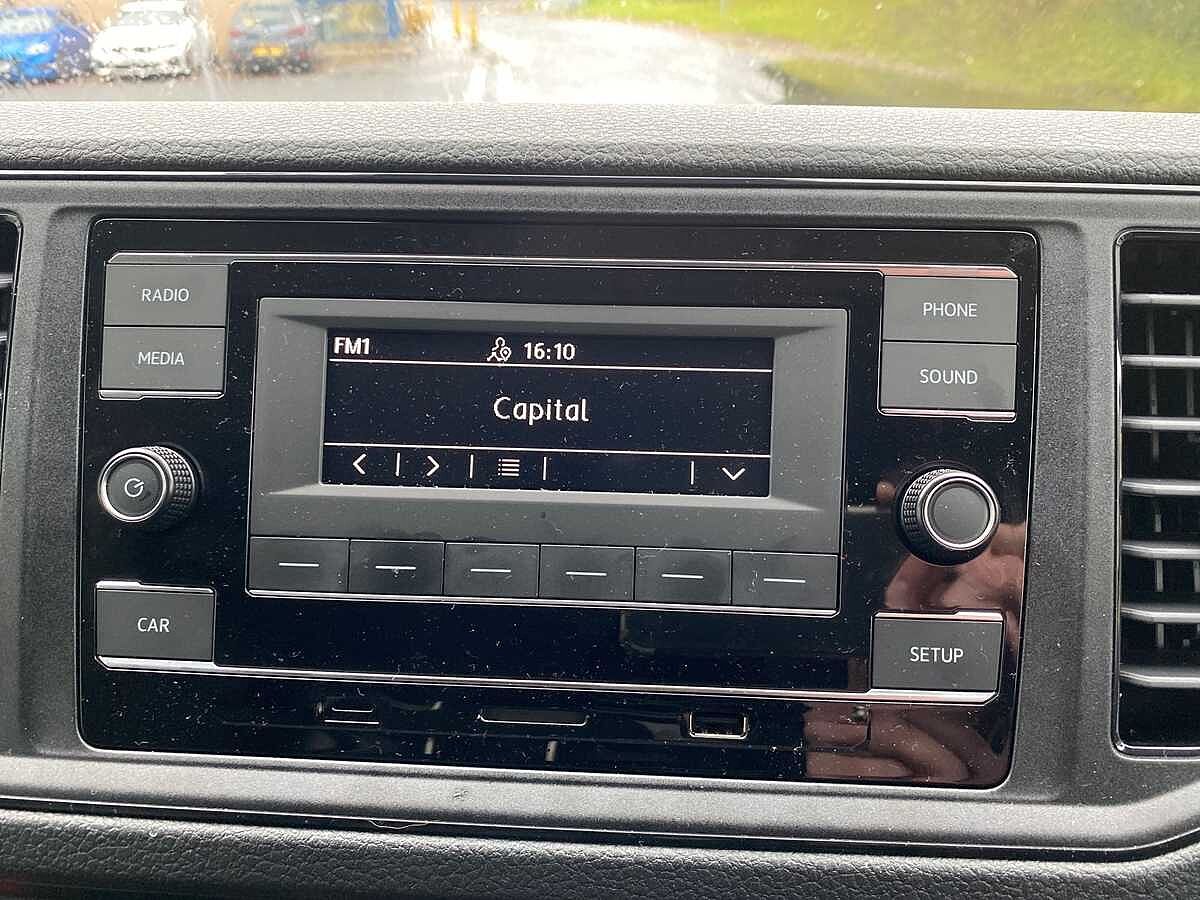 RADIO
MEDIA
FM1 16:10
Capital
PHONE
SOUND
CAR
SETUP